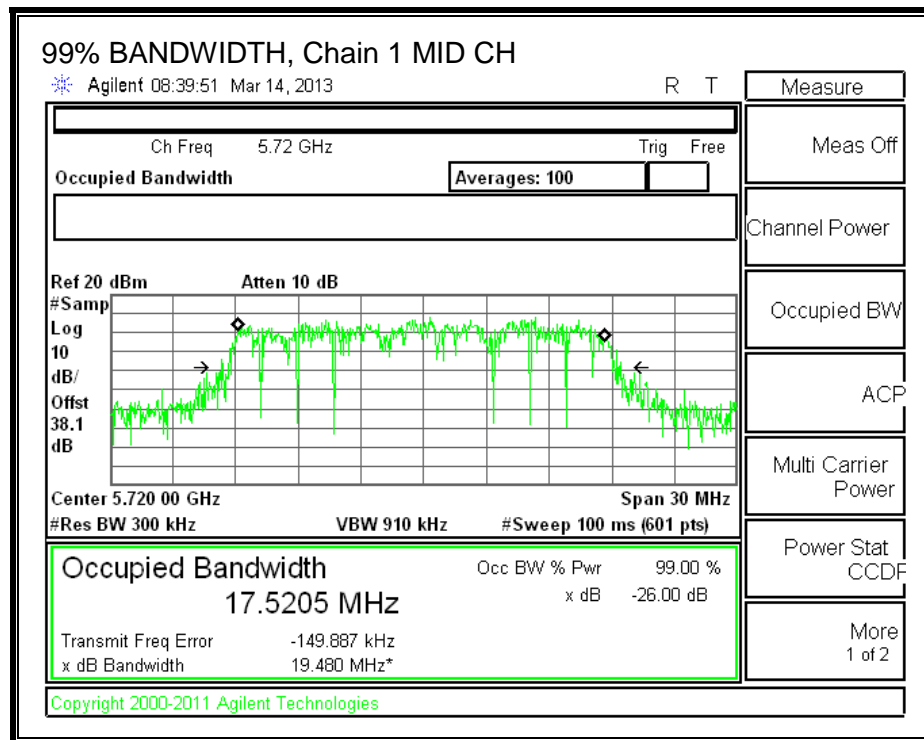 99% BANDWIDTH, Chain 1 MID CH
Agilent 08:39:51 Mar 14, 2013 R T
Measure
Ch Freq 5.72 GHz Trig Free
Occupied Bandwidth Averages: 100
Ref 20 dBm Atten 10 dB
#Samp
Log
10
dB/
Offst
38.1
dB
Center 5.720 00 GHz Span 30 MHz
#Res BW 300 kHz VBW 910 kHz #Sweep 100 ms (601 pts)
Occupied Bandwidth Occ BW % Pwr 99.00 %
17.5205 MHz x dB -26.00 dB
Transmit Freq Error -149.887 kHz
x dB Bandwidth 19.480 MHz*
Copyright 2000-2011 Agilent Technologies
Meas Off
Channel Power
Occupied BW
ACP
Multi Carrier
Power
Power Stat
CCDF
More
1 of 2